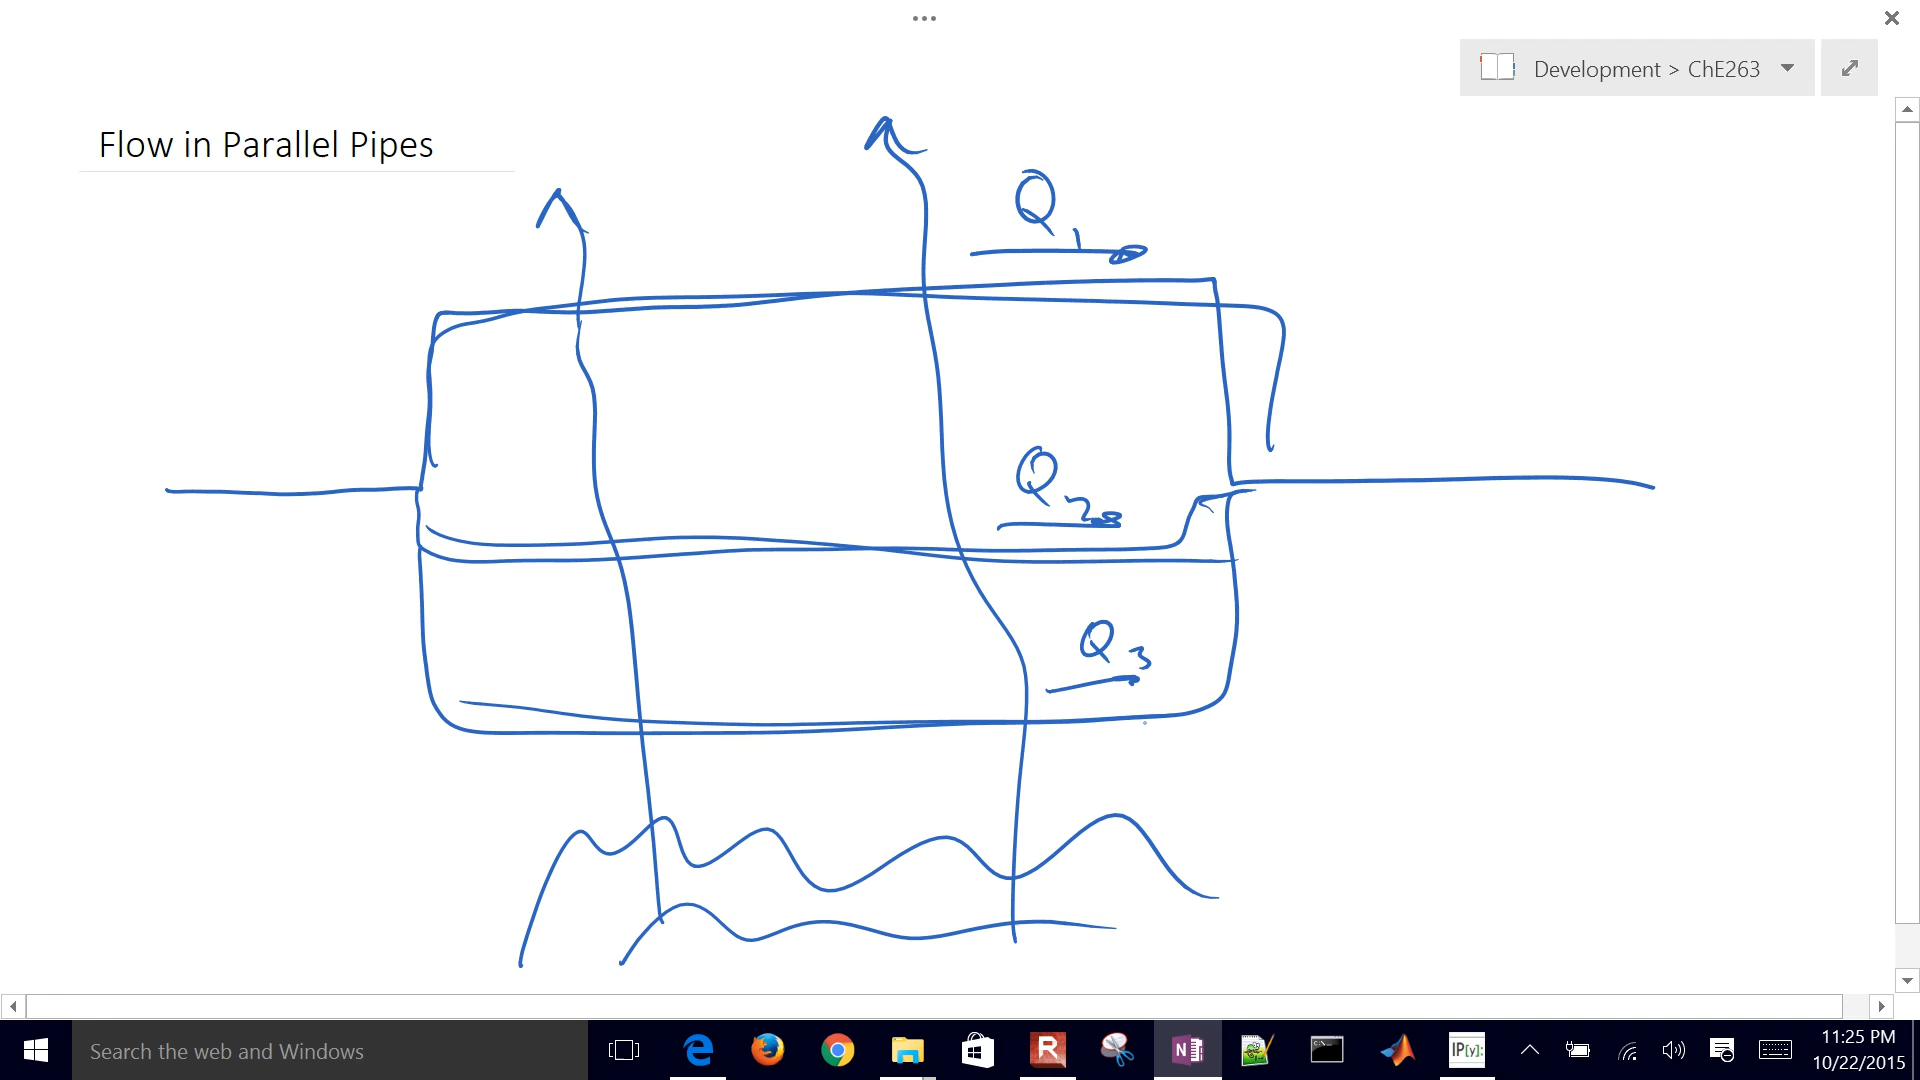 Development > ChE263
Flow in Parallel Pipes
Q1
Q2
Q3
Search the web and Windows
R
N
C:\_
IP[y]:
11:25 PM
10/22/2015